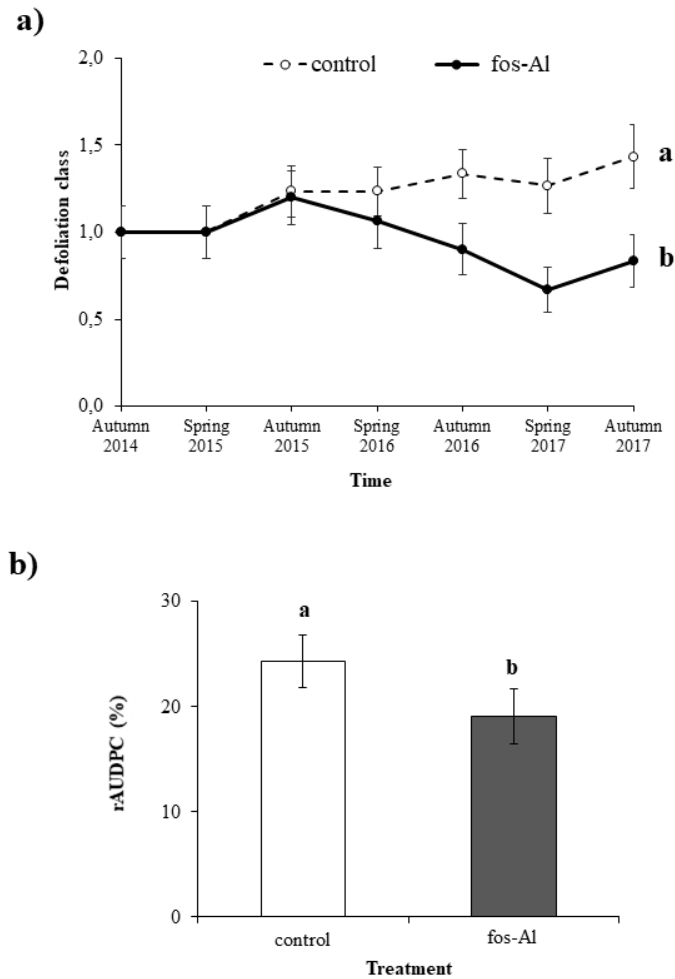 a)
2,0
control
fos-Al
1,5
a
1,0
b
0,5
0,0
Defoliation class
Autumn 2014
Spring 2015
Autumn 2015
Spring 2016
Autumn 2016
Spring 2017
Autumn 2017
Time
b)
30
a
b
20
10
0
rAUDPC (%)
control
fos-Al
Treatment